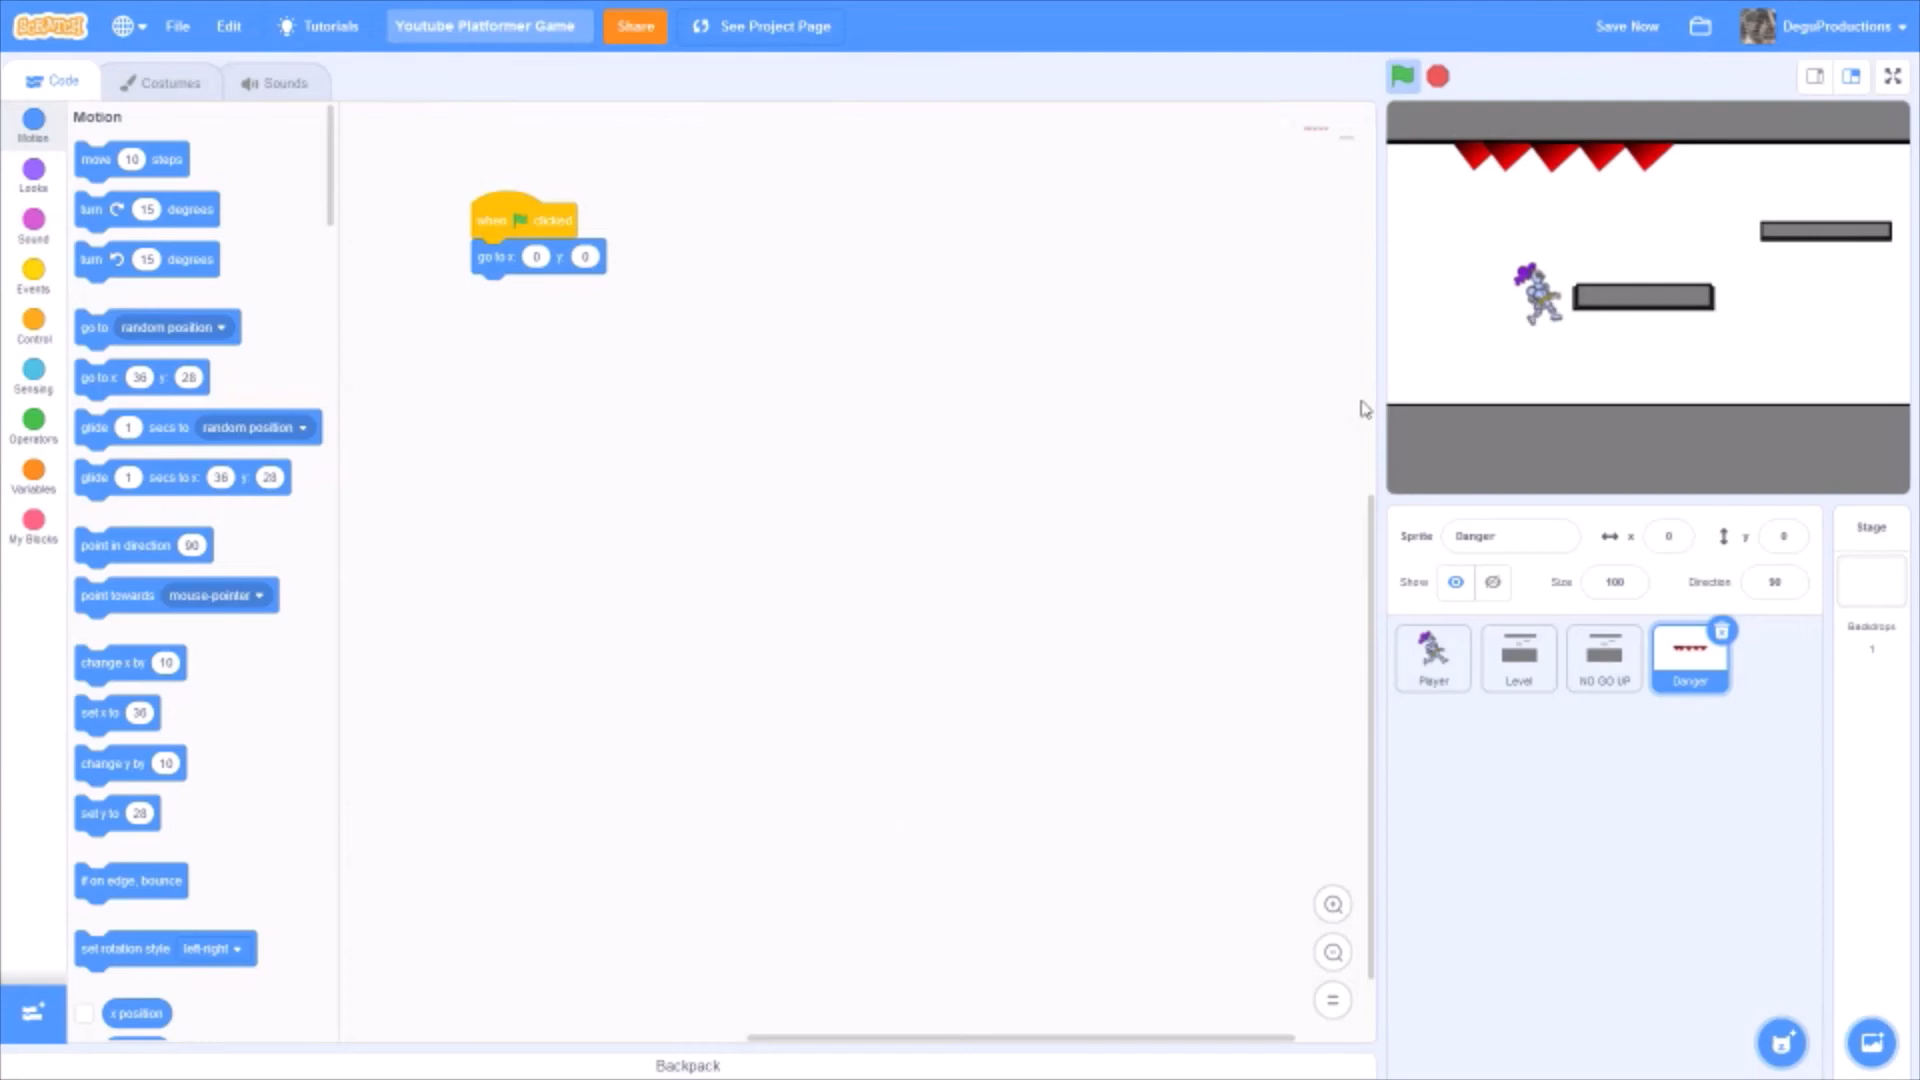 SCRATCH File Edit Tutorials Youtube Platformer Game Share See Project Page Save Now DeguProductions
Code Costumes Sounds
Motion
Looks
Sound
Events
Control
Sensing
Operators
Variables
My Blocks
Motion
move 10 steps
turn 15 degrees
turn 15 degrees
go to random position
go to x: 36 y: 28
glide 1 secs to random position
glide 1 secs to x: 36 y: 28
point in direction 90
point towards mouse-pointer
change x by 10
set x to 36
change y by 10
set y to 28
if on edge, bounce
set rotation style left-right
x position
when clicked
go to x: 0 y: 0
Sprite Danger x 0 y 0
Show Size 100 Direction 90
Player Level NO GO UP Danger
Stage
Backdrops
1
Backpack